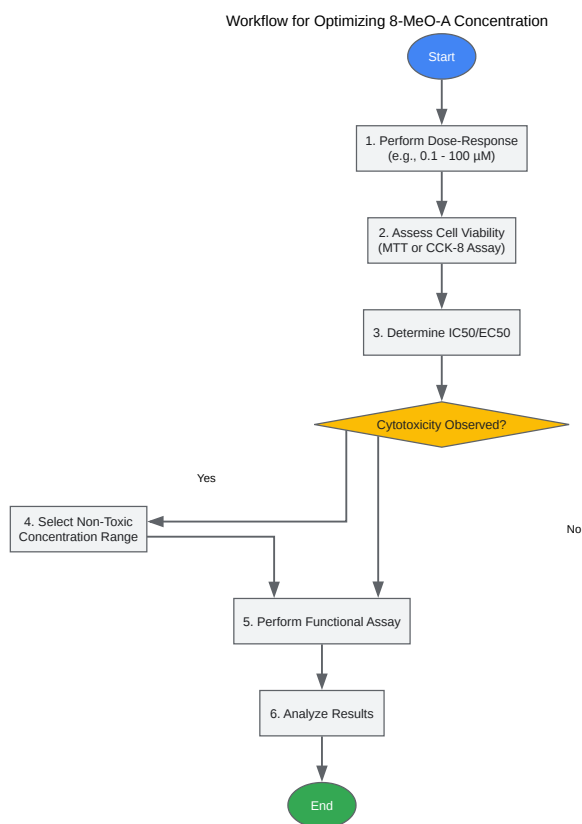 Workflow for Optimizing 8-MeO-A Concentration
Start
1. Perform Dose-Response
(e.g., 0.1 - 100 µM)
2. Assess Cell Viability
(MTT or CCK-8 Assay)
3. Determine IC50/EC50
Cytotoxicity Observed?
Yes
4. Select Non-Toxic
Concentration Range
No
5. Perform Functional Assay
6. Analyze Results
End